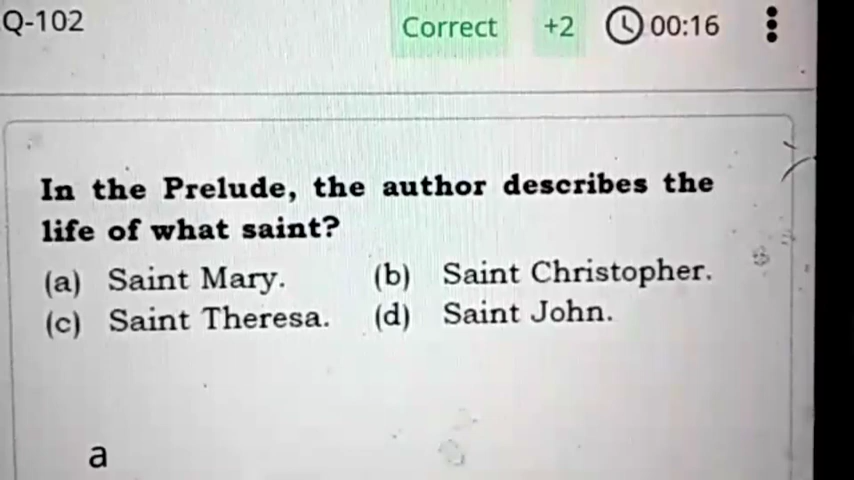 Q-102 Correct +2 00:16
In the Prelude, the author describes the
life of what saint?
(a) Saint Mary. (b) Saint Christopher.
(c) Saint Theresa. (d) Saint John.
a